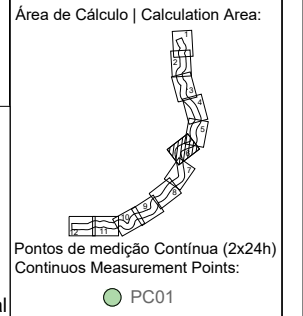 Área de Cálculo | Calculation Area:
1
2
3
4
5
7
8
9
10
11
12
Pontos de medição Contínua (2x24h)
Continuos Measurement Points:
al
PC01